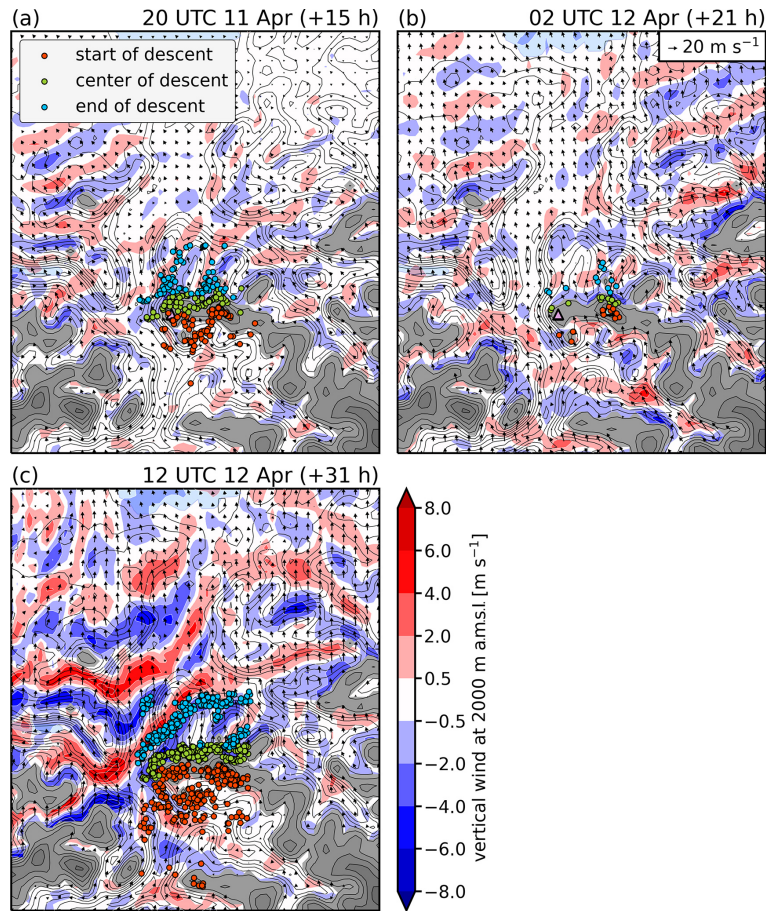 (a) 20 UTC 11 Apr (+15 h)
start of descent
center of descent
end of descent
(b) 02 UTC 12 Apr (+21 h)
20 m s⁻¹
(c) 12 UTC 12 Apr (+31 h)
8.0
6.0
4.0
2.0
0.5
−0.5
−2.0
−4.0
−6.0
−8.0
vertical wind at 2000 m a.m.s.l [m s⁻¹]